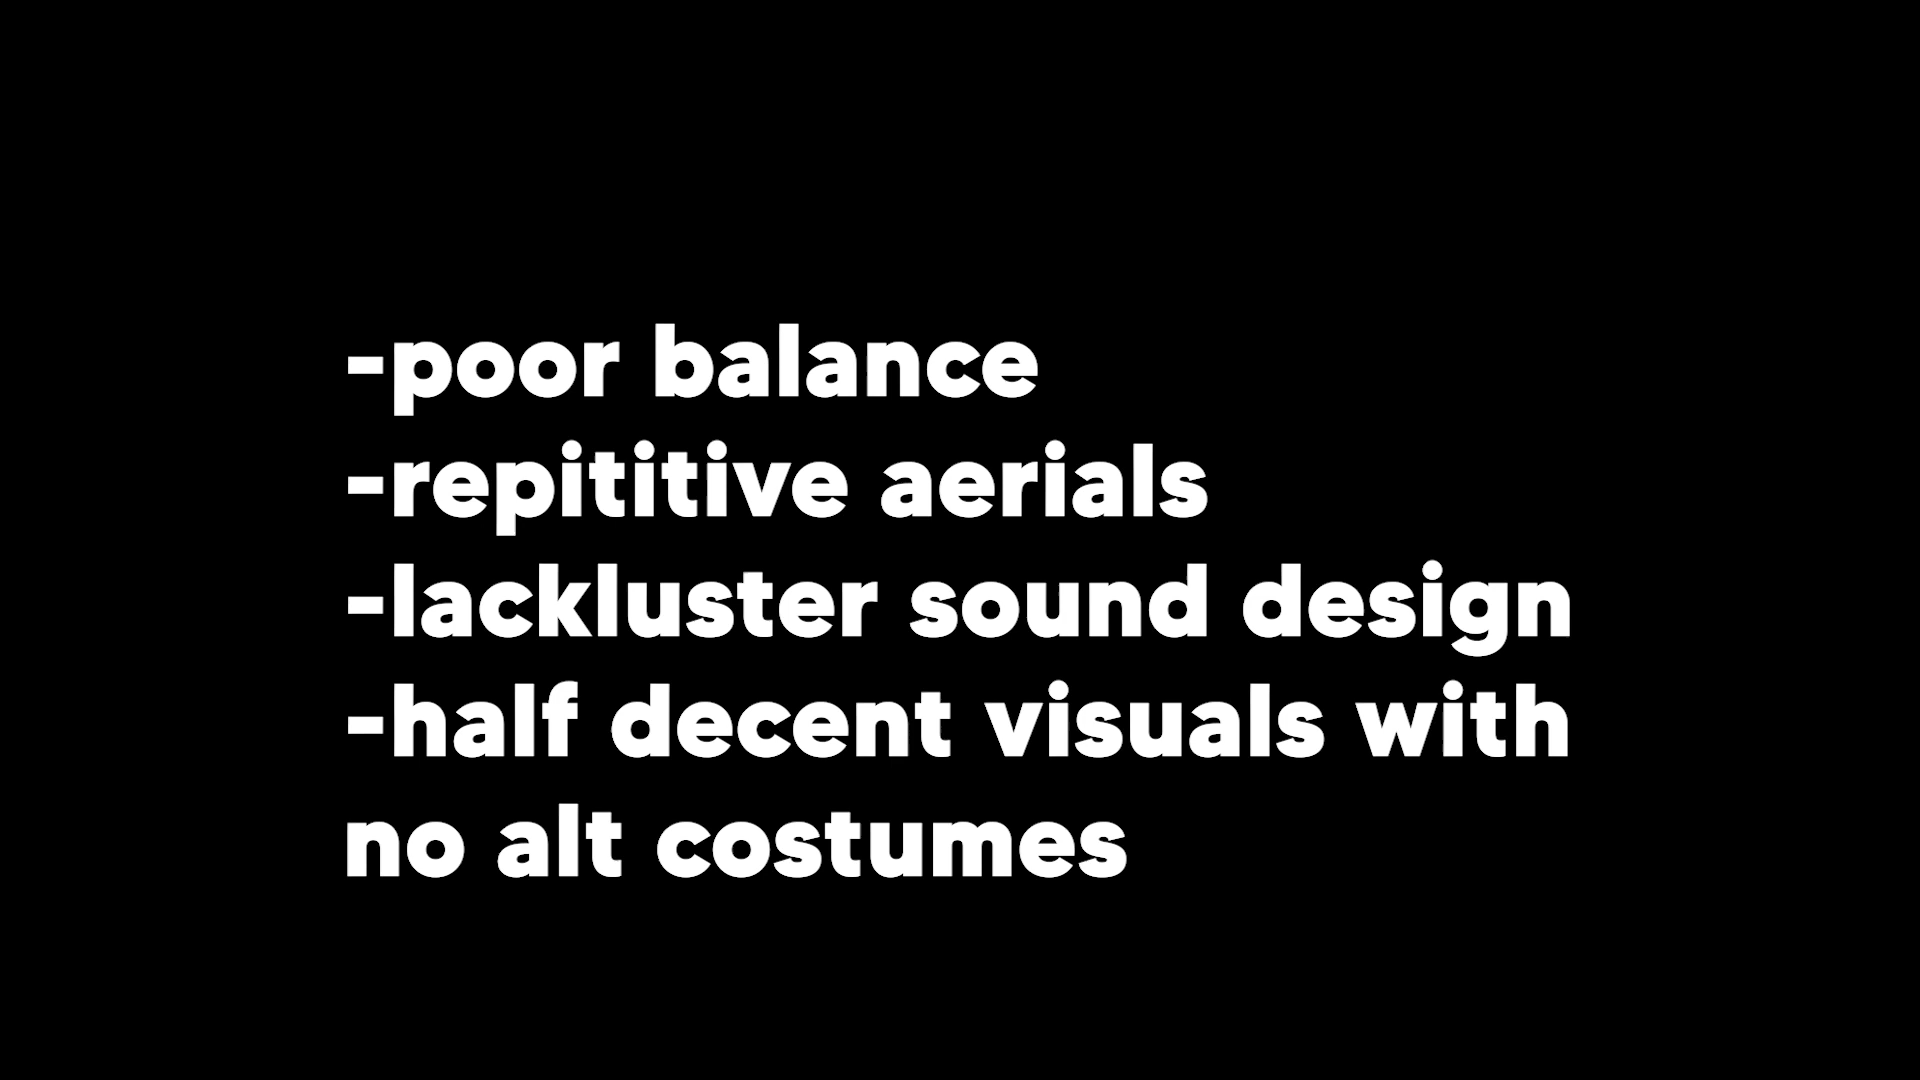 -poor balance
-repititive aerials
-lackluster sound design
-half decent visuals with
no alt costumes